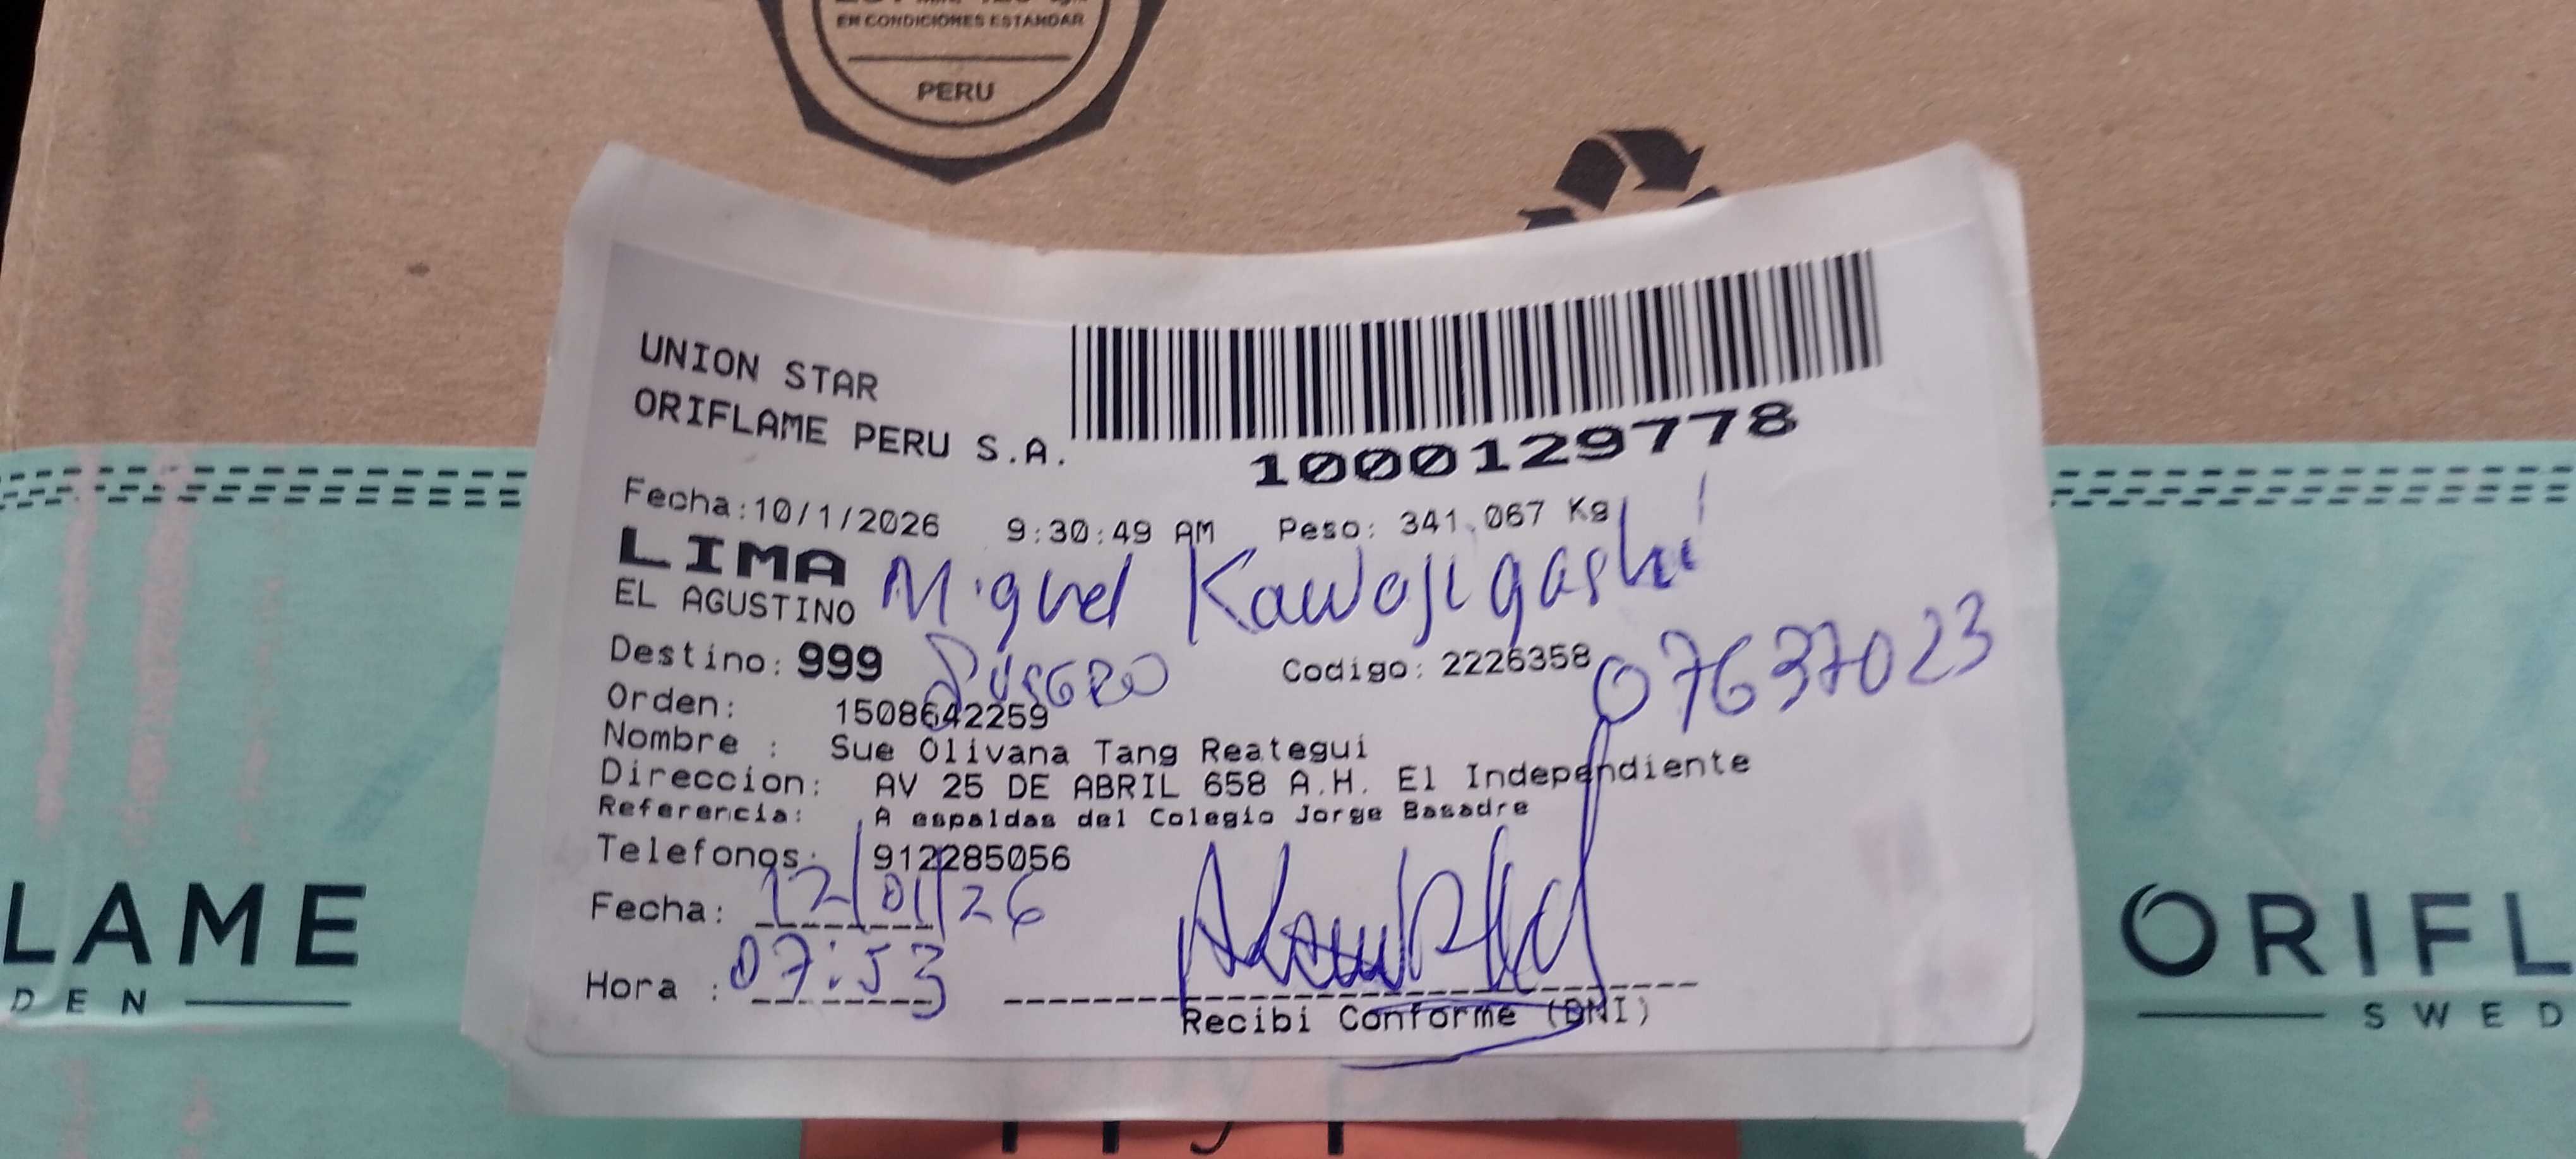 EN CONDICIONES ESTANDAR
PERU
UNION STAR
ORIFLAME PERU S.A.
1000129778
Fecha:10/1/2026 9:30:49 AM Peso: 341.067 Kg
LIMA
EL AGUSTINO Miguel Kawajigashi
Destino: 999 Suegro Codigo: 2226358 07637023
Orden: 1508642259
Nombre : Sue Olivana Tang Reategui
Direccion: AV 25 DE ABRIL 658 A.H. El Independiente
Referencia: A espaldas del Colegio Jorge Basadre
Telefonos: 912285056
Fecha: 12/01/26
Hora : 07:53
Recibi Conforme (DNI)
LAME
DEN
ORIFL
SWED